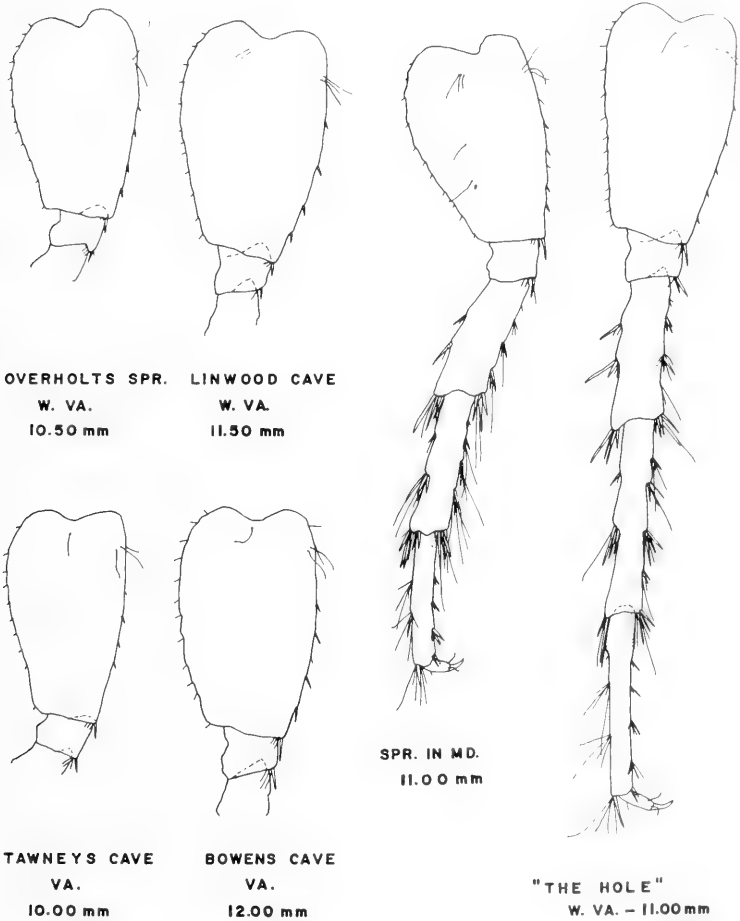 OVERHOLTS SPR.
W. VA.
10.50 mm
LINWOOD CAVE
W. VA.
11.50 mm
SPR. IN MD.
11.00 mm
TAWNEYS CAVE
VA.
10.00 mm
BOWENS CAVE
VA.
12.00 mm
"THE HOLE"
W. VA. – 11.00 mm